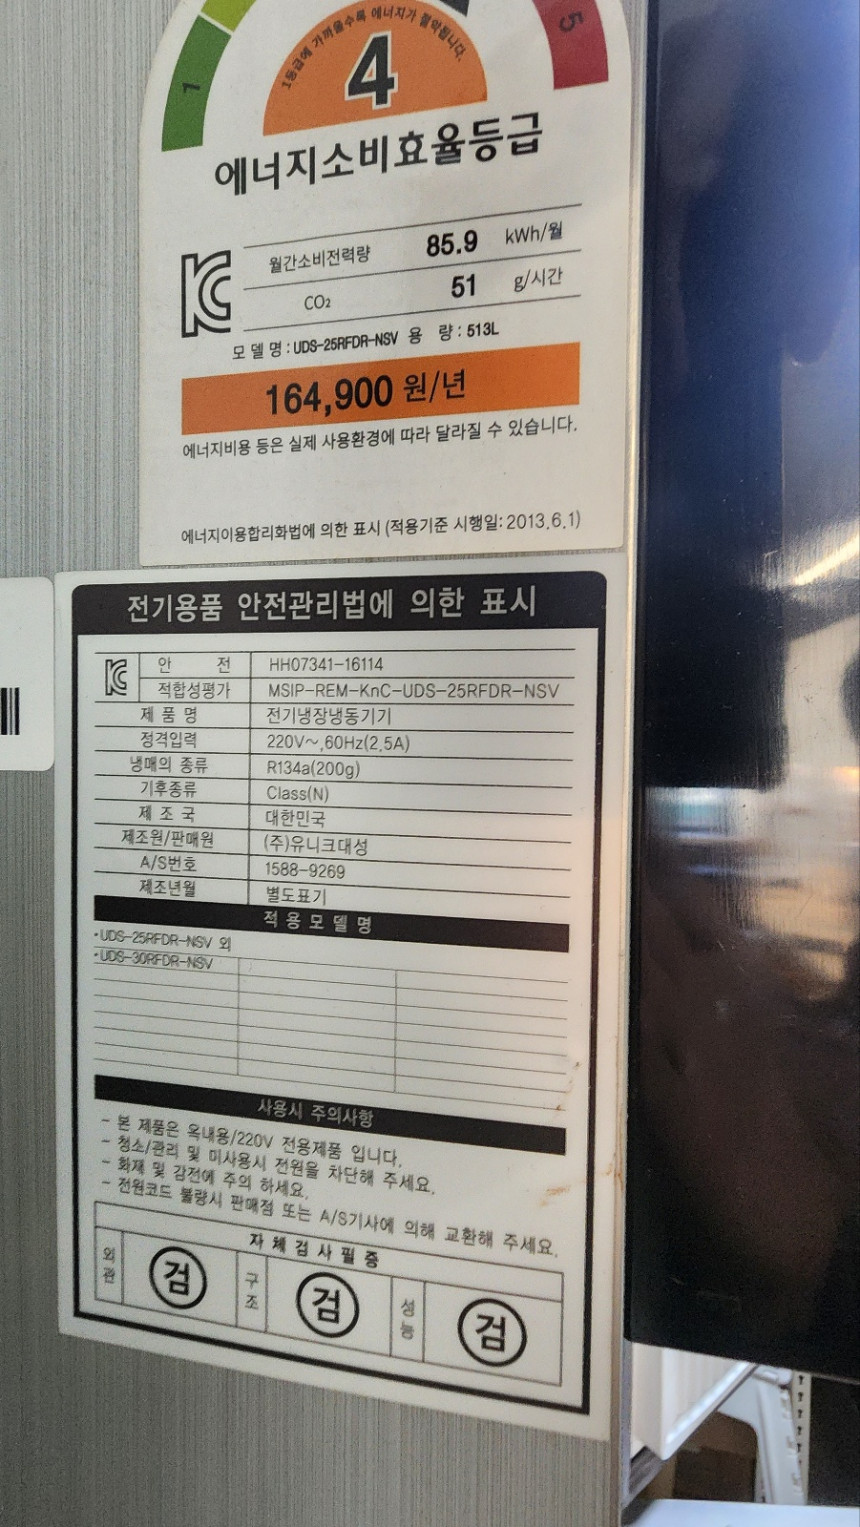 1등급에 가까울수록 에너지가 절약됩니다.
1
4
5
에너지소비효율등급
월간소비전력량 85.9 kWh/월
CO₂ 51 g/시간
모 델 명 : UDS-25RFDR-NSV 용 량 : 513L
164,900 원/년
에너지비용 등은 실제 사용환경에 따라 달라질 수 있습니다.
에너지이용합리화법에 의한 표시 (적용기준 시행일: 2013.6.1)
전기용품 안전관리법에 의한 표시
안 전 HH07341-16114
적합성평가 MSIP-REM-KnC-UDS-25RFDR-NSV
제 품 명 전기냉장냉동기기
정격입력 220V~,60Hz(2.5A)
냉매의 종류 R134a(200g)
기후종류 Class(N)
제 조 국 대한민국
제조원/판매원 (주)유니크대성
A/S번호 1588-9269
제조년월 별도표기
적 용 모 델 명
·UDS-25RFDR-NSV 외
·UDS-30RFDR-NSV
사용시 주의사항
- 본 제품은 옥내용/220V 전용제품 입니다.
- 청소/관리 및 미사용시 전원을 차단해 주세요.
- 화재 및 감전에 주의 하세요.
- 전원코드 불량시 판매점 또는 A/S기사에 의해 교환해 주세요.
자 체 검 사 필 증
외관 검 구조 검 성능 검